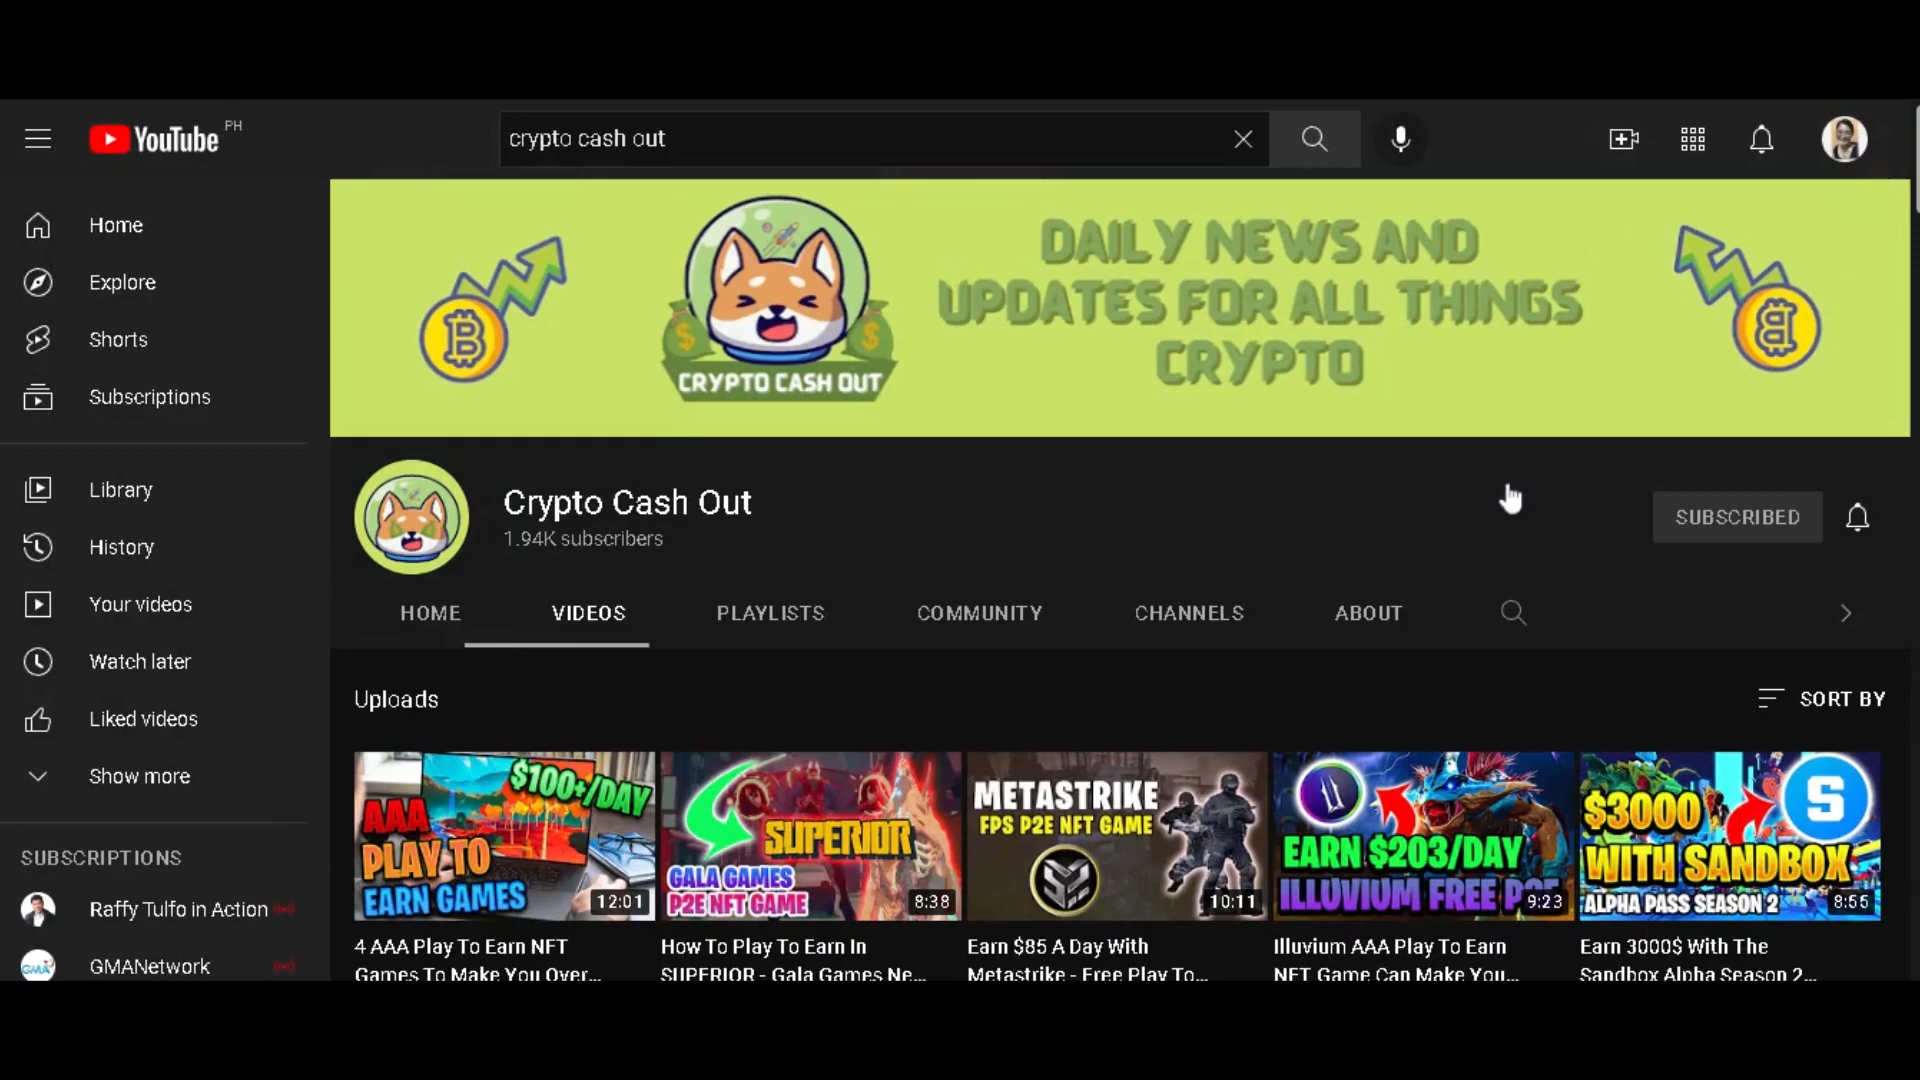 YouTube PH
crypto cash out
Home
Explore
Shorts
Subscriptions
Library
History
Your videos
Watch later
Liked videos
Show more
SUBSCRIPTIONS
Raffy Tulfo in Action
GMA
GMANetwork
CRYPTO CASH OUT
DAILY NEWS AND
UPDATES FOR ALL THINGS
CRYPTO
Crypto Cash Out
1.94K subscribers
SUBSCRIBED
HOME
VIDEOS
PLAYLISTS
COMMUNITY
CHANNELS
ABOUT
Uploads
SORT BY
$100+/DAY
AAA
PLAY TO
EARN GAMES
12:01
4 AAA Play To Earn NFT
Games To Make You Over...
SUPERIOR
GALA GAMES
P2E NFT GAME
8:38
How To Play To Earn In
SUPERIOR - Gala Games Ne...
METASTRIKE
FPS P2E NFT GAME
10:11
Earn $85 A Day With
Metastrike - Free Play To...
EARN $203/DAY
ILLUVIUM FREE
9:23
Illuvium AAA Play To Earn
NFT Game Can Make You...
$3000
S
WITH SANDBOX
ALPHA PASS SEASON 2
8:55
Earn 3000$ With The
Sandbox Alpha Season 2...